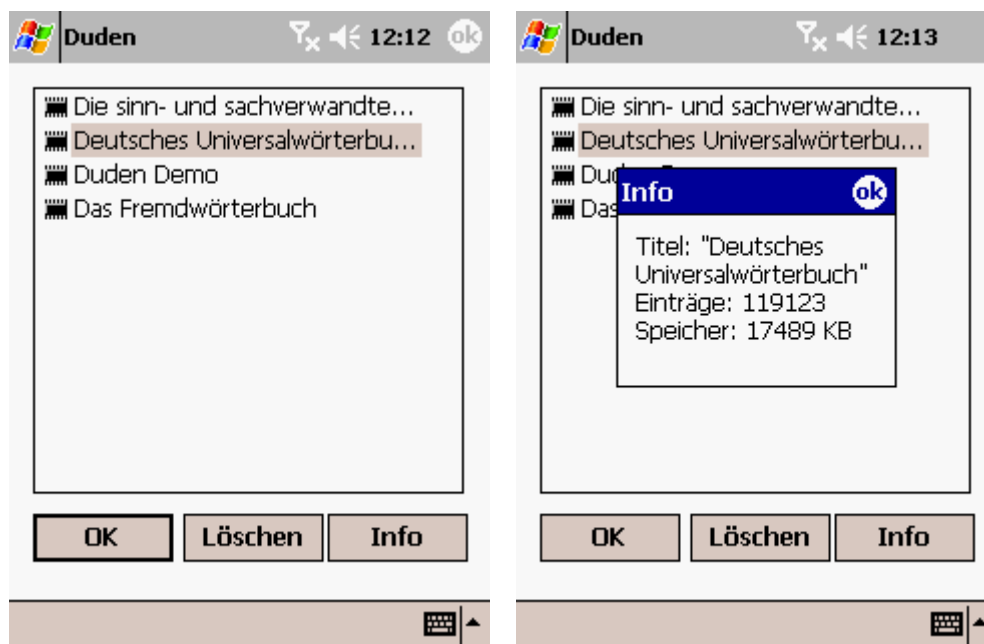 Duden 12:12 ok
Die sinn- und sachverwandte...
Deutsches Universalwörterbu...
Duden Demo
Das Fremdwörterbuch
OK Löschen Info
Duden 12:13
Die sinn- und sachverwandte...
Deutsches Universalwörterbu...
Das
Info ok
Titel: "Deutsches
Universalwörterbuch"
Einträge: 119123
Speicher: 17489 KB
OK Löschen Info